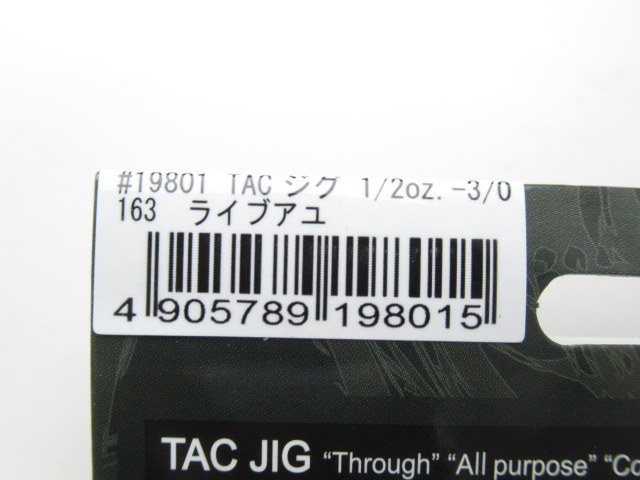 #19801 TAC ジグ 1/2oz.-3/0
163 ライブアユ
4 905789 198015
TAC JIG "Through" "All purpose"